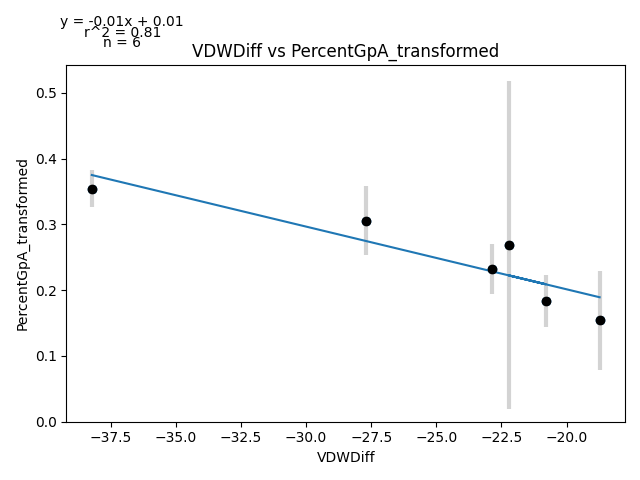 y = -0.01x + 0.01
r^2 = 0.81
n = 6
VDWDiff vs PercentGpA_transformed
PercentGpA_transformed
0.5
0.4
0.3
0.2
0.1
0.0
−37.5 −35.0 −32.5 −30.0 −27.5 −25.0 −22.5 −20.0
VDWDiff